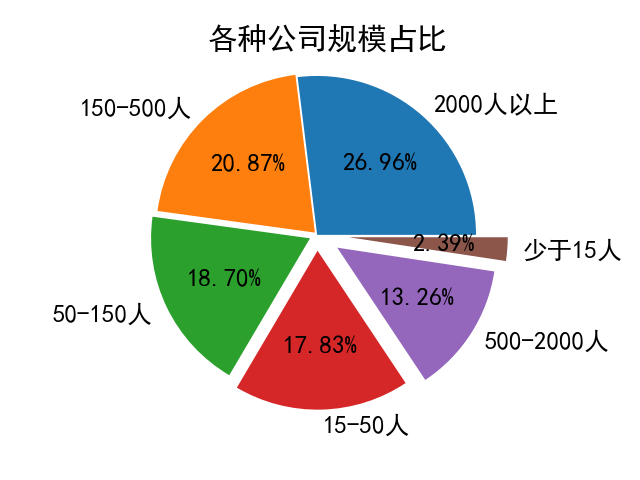 各种公司规模占比
2000人以上
26.96%
150-500人
20.87%
50-150人
18.70%
15-50人
17.83%
500-2000人
13.26%
少于15人
2.39%